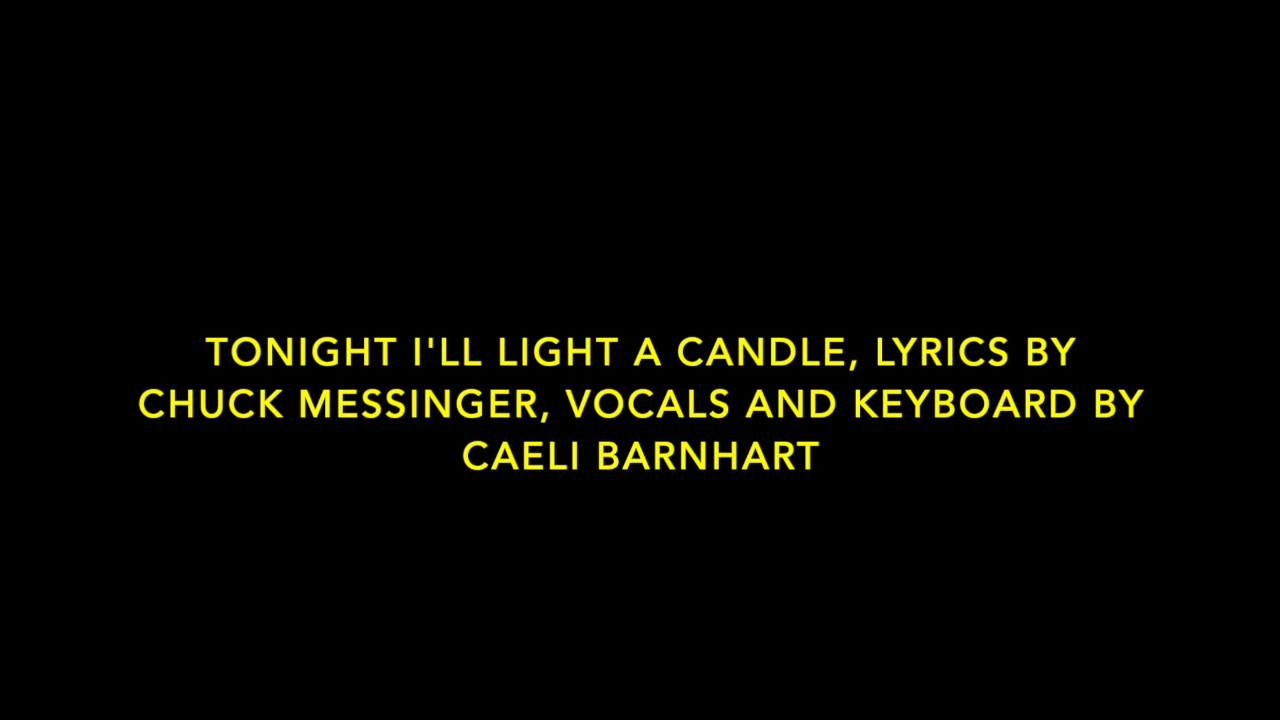 TONIGHT I'LL LIGHT A CANDLE, LYRICS BY
CHUCK MESSINGER, VOCALS AND KEYBOARD BY
CAELI BARNHART